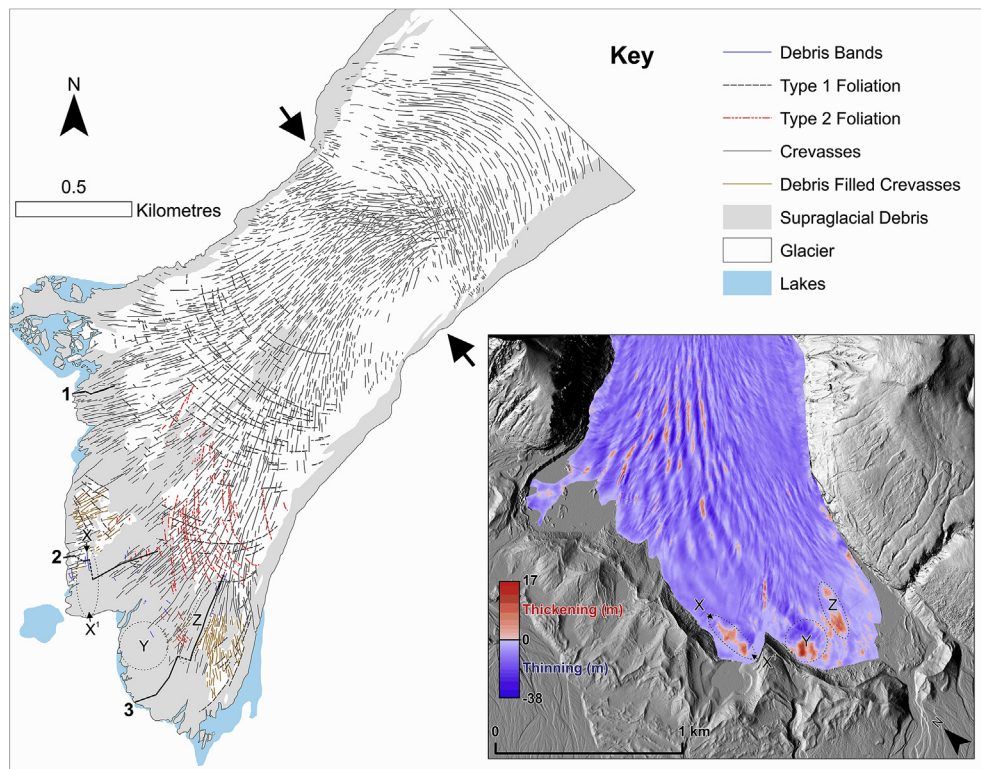 Key
Debris Bands
Type 1 Foliation
Type 2 Foliation
Crevasses
Debris Filled Crevasses
Supraglacial Debris
Glacier
Lakes
N
0.5
Kilometres
1
2
X
X¹
Y
Z
3
17
Thickening (m)
0
Thinning (m)
-38
X
X¹
Y
Z
0
1 km
N